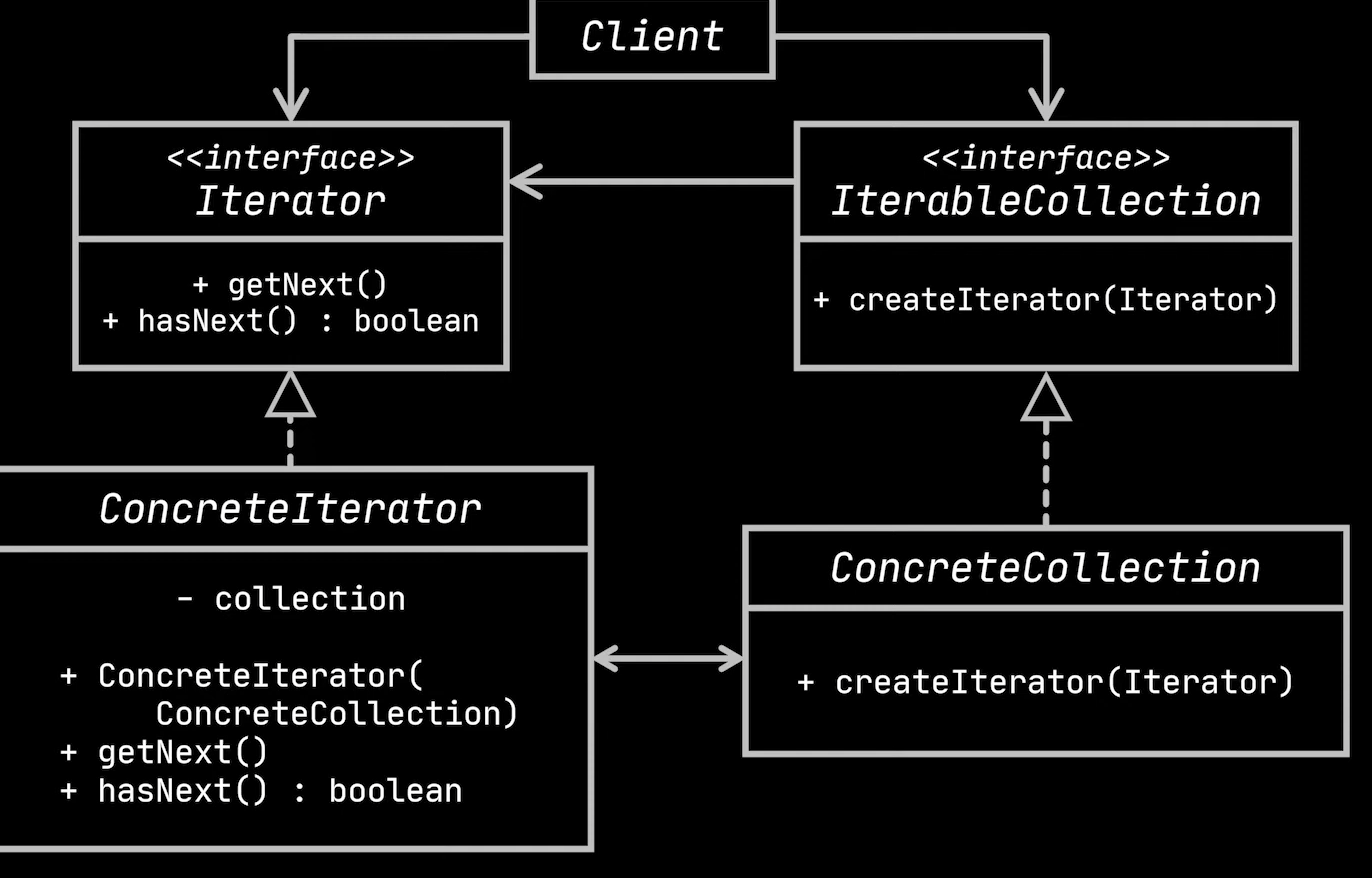 Client
<<interface>>
Iterator
+ getNext()
+ hasNext() : boolean
<<interface>>
IterableCollection
+ createIterator(Iterator)
ConcreteIterator
- collection
+ ConcreteIterator(
ConcreteCollection)
+ getNext()
+ hasNext() : boolean
ConcreteCollection
+ createIterator(Iterator)